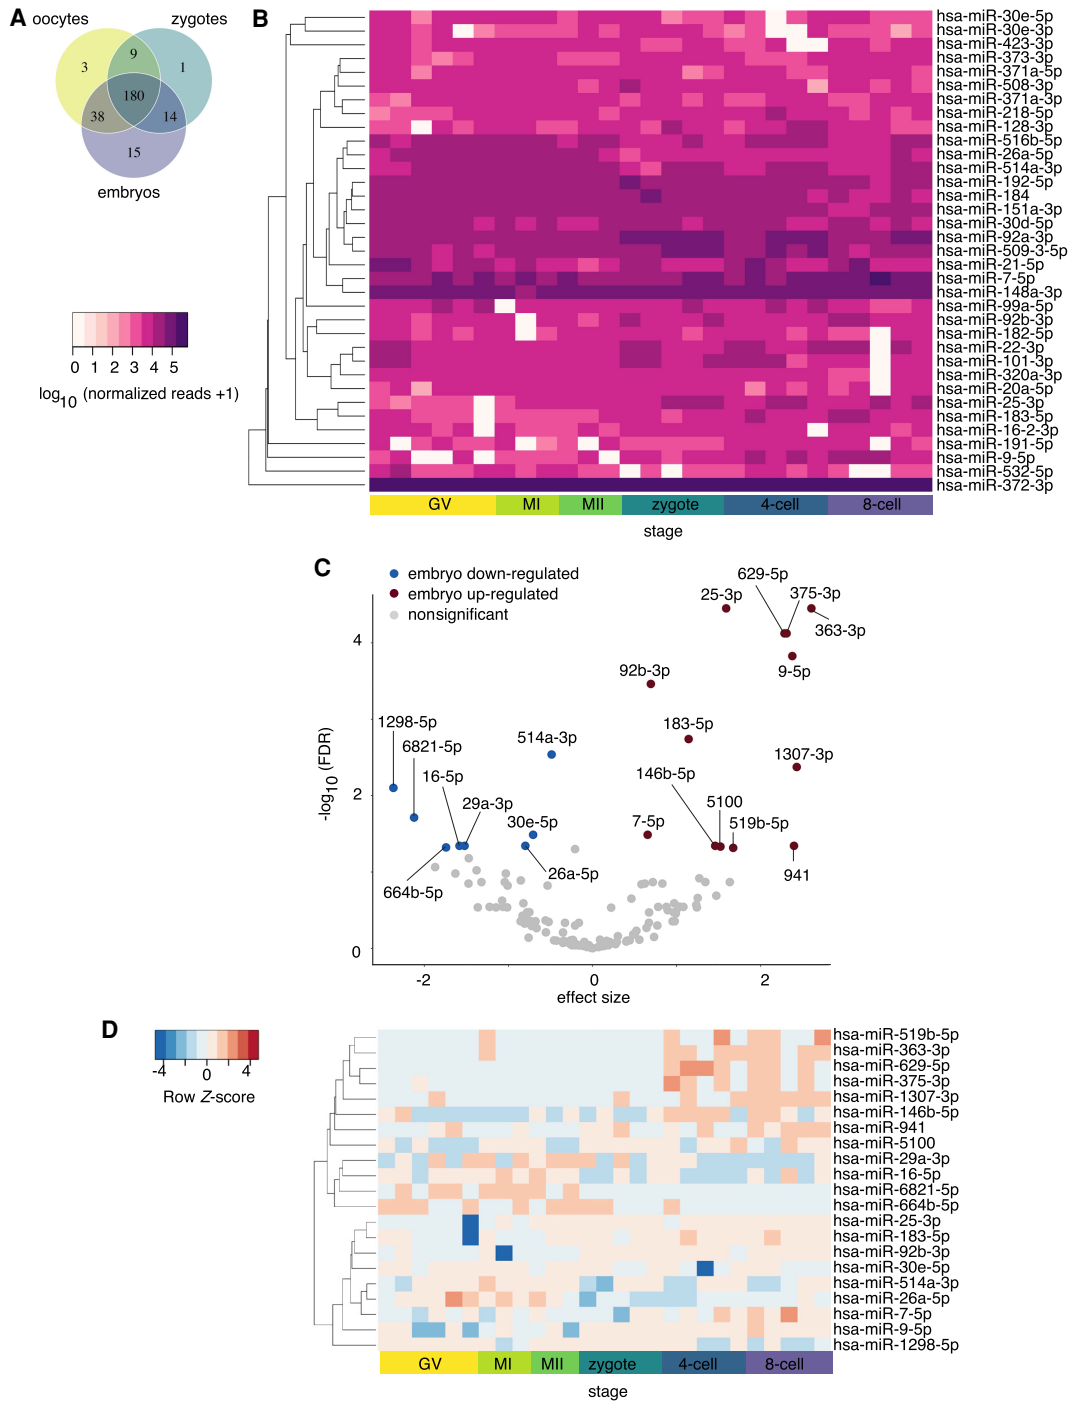 A
oocytes
zygotes
3
9
1
180
38
14
15
embryos
0 1 2 3 4 5
log10 (normalized reads +1)
B
hsa-miR-30e-5p
hsa-miR-30e-3p
hsa-miR-423-3p
hsa-miR-373-3p
hsa-miR-371a-5p
hsa-miR-508-3p
hsa-miR-371a-3p
hsa-miR-218-5p
hsa-miR-128-3p
hsa-miR-516b-5p
hsa-miR-26a-5p
hsa-miR-514a-3p
hsa-miR-192-5p
hsa-miR-184
hsa-miR-151a-3p
hsa-miR-30d-5p
hsa-miR-92a-3p
hsa-miR-509-3-5p
hsa-miR-21-5p
hsa-miR-7-5p
hsa-miR-148a-3p
hsa-miR-99a-5p
hsa-miR-92b-3p
hsa-miR-182-5p
hsa-miR-22-3p
hsa-miR-101-3p
hsa-miR-320a-3p
hsa-miR-20a-5p
hsa-miR-25-3p
hsa-miR-183-5p
hsa-miR-16-2-3p
hsa-miR-191-5p
hsa-miR-9-5p
hsa-miR-532-5p
hsa-miR-372-3p
GV MI MII zygote 4-cell 8-cell
stage
C
embryo down-regulated
embryo up-regulated
nonsignificant
629-5p
25-3p
375-3p
363-3p
9-5p
92b-3p
183-5p
1298-5p
6821-5p
514a-3p
1307-3p
16-5p
146b-5p
29a-3p
5100
30e-5p
7-5p
519b-5p
664b-5p
26a-5p
941
4
2
0
-log10 (FDR)
-2 0 2
effect size
D
-4 0 4
Row Z-score
hsa-miR-519b-5p
hsa-miR-363-3p
hsa-miR-629-5p
hsa-miR-375-3p
hsa-miR-1307-3p
hsa-miR-146b-5p
hsa-miR-941
hsa-miR-5100
hsa-miR-29a-3p
hsa-miR-16-5p
hsa-miR-6821-5p
hsa-miR-664b-5p
hsa-miR-25-3p
hsa-miR-183-5p
hsa-miR-92b-3p
hsa-miR-30e-5p
hsa-miR-514a-3p
hsa-miR-26a-5p
hsa-miR-7-5p
hsa-miR-9-5p
hsa-miR-1298-5p
GV MI MII zygote 4-cell 8-cell
stage